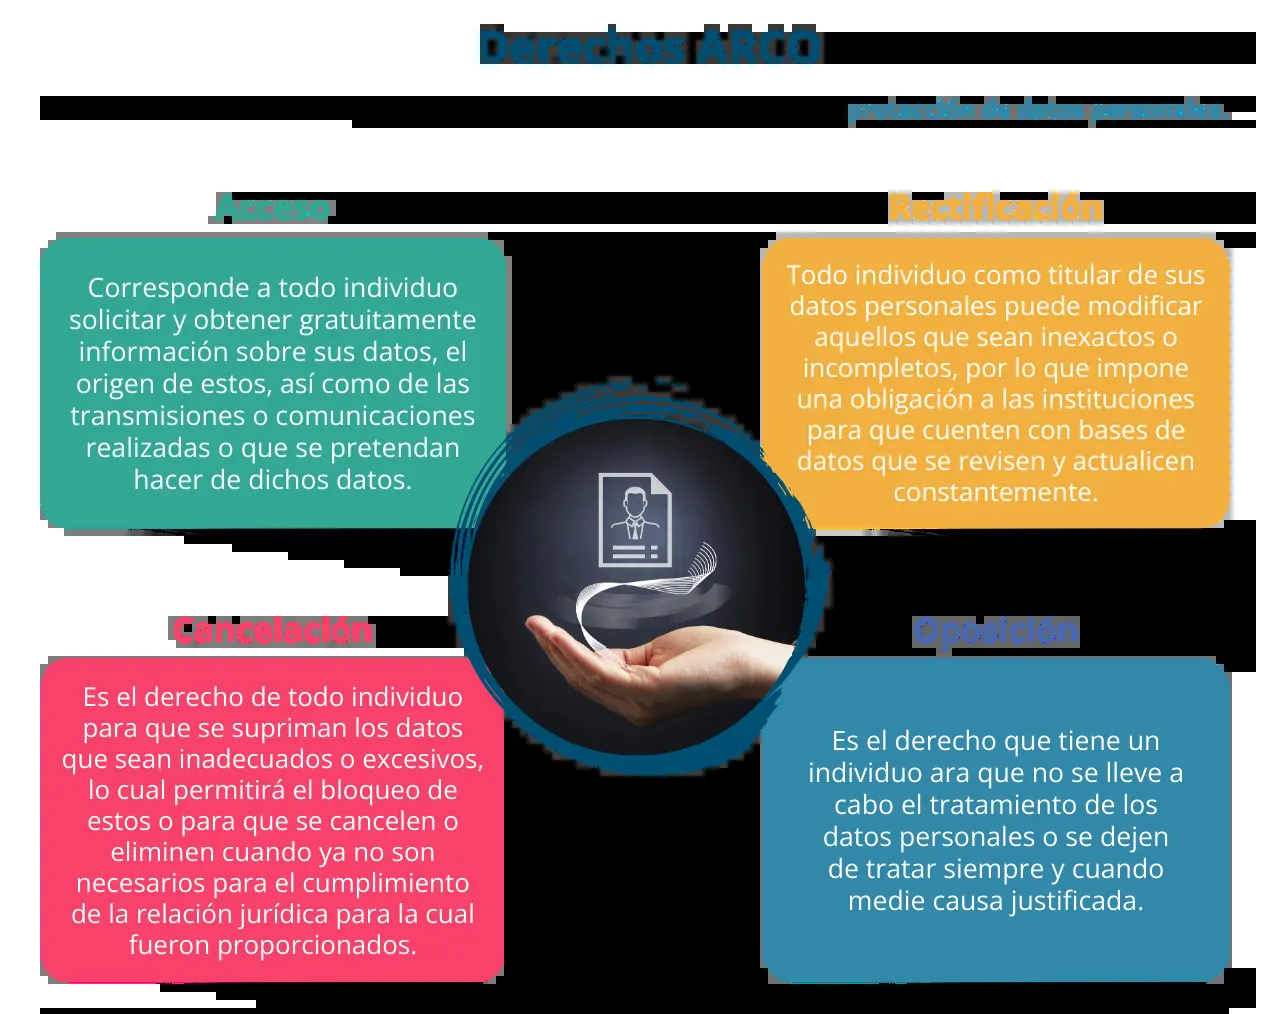 Derechos ARCO
protección de datos personales.
Acceso
Corresponde a todo individuo
solicitar y obtener gratuitamente
información sobre sus datos, el
origen de estos, así como de las
transmisiones o comunicaciones
realizadas o que se pretendan
hacer de dichos datos.
Rectificación
Todo individuo como titular de sus
datos personales puede modificar
aquellos que sean inexactos o
incompletos, por lo que impone
una obligación a las instituciones
para que cuenten con bases de
datos que se revisen y actualicen
constantemente.
Cancelación
Es el derecho de todo individuo
para que se supriman los datos
que sean inadecuados o excesivos,
lo cual permitirá el bloqueo de
estos o para que se cancelen o
eliminen cuando ya no son
necesarios para el cumplimiento
de la relación jurídica para la cual
fueron proporcionados.
Oposición
Es el derecho que tiene un
individuo ara que no se lleve a
cabo el tratamiento de los
datos personales o se dejen
de tratar siempre y cuando
medie causa justificada.